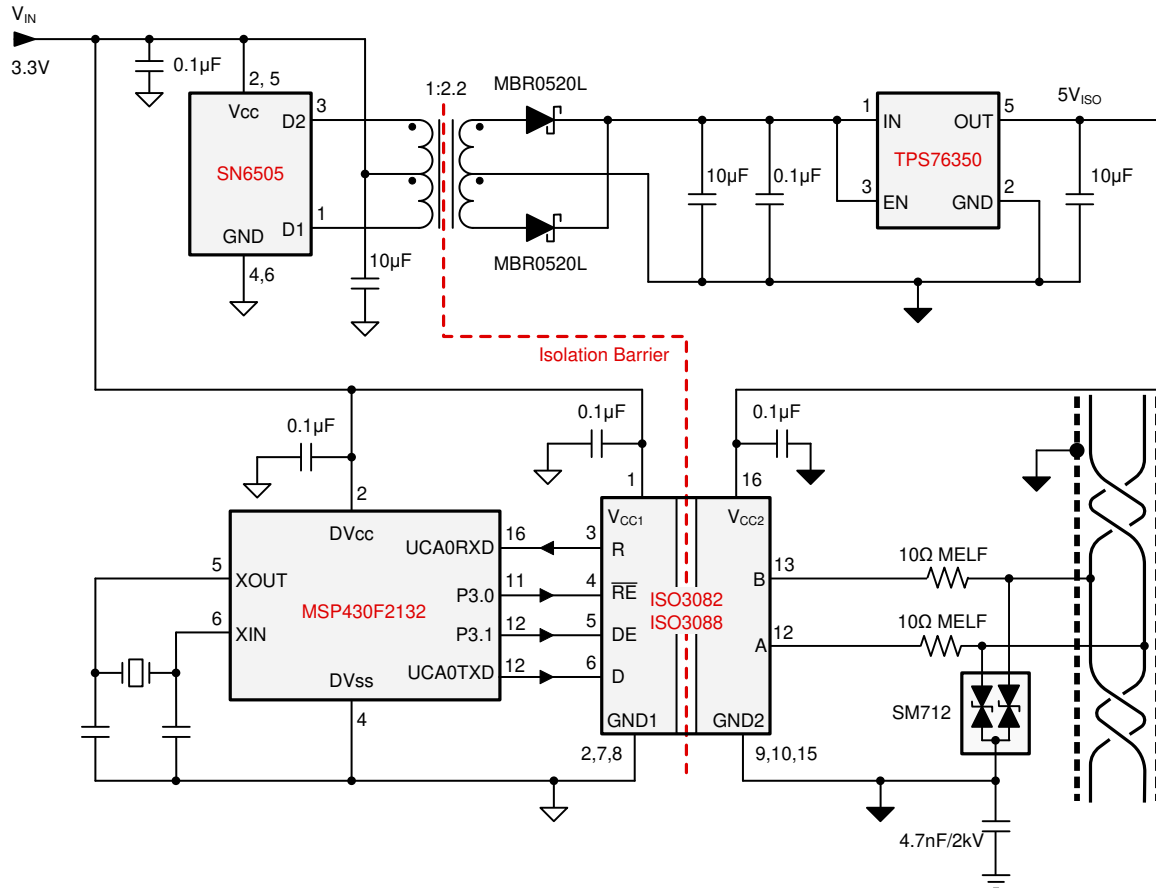 VIN
3.3V
0.1µF
2, 5
Vcc
D2
3
SN6505
1
D1
GND
4,6
10µF
1:2.2
MBR0520L
MBR0520L
10µF
0.1µF
1
IN
OUT
5
5VISO
TPS76350
3
EN
GND
2
10µF
Isolation Barrier
0.1µF
2
0.1µF
1
0.1µF
16
DVcc
5
XOUT
6
XIN
MSP430F2132
UCA0RXD
16
P3.0
11
P3.1
12
UCA0TXD
12
DVss
4
VCC1
3
R
4
RE
5
DE
6
D
GND1
2,7,8
ISO3082
ISO3088
VCC2
B
13
A
12
GND2
9,10,15
10Ω MELF
10Ω MELF
SM712
4.7nF/2kV